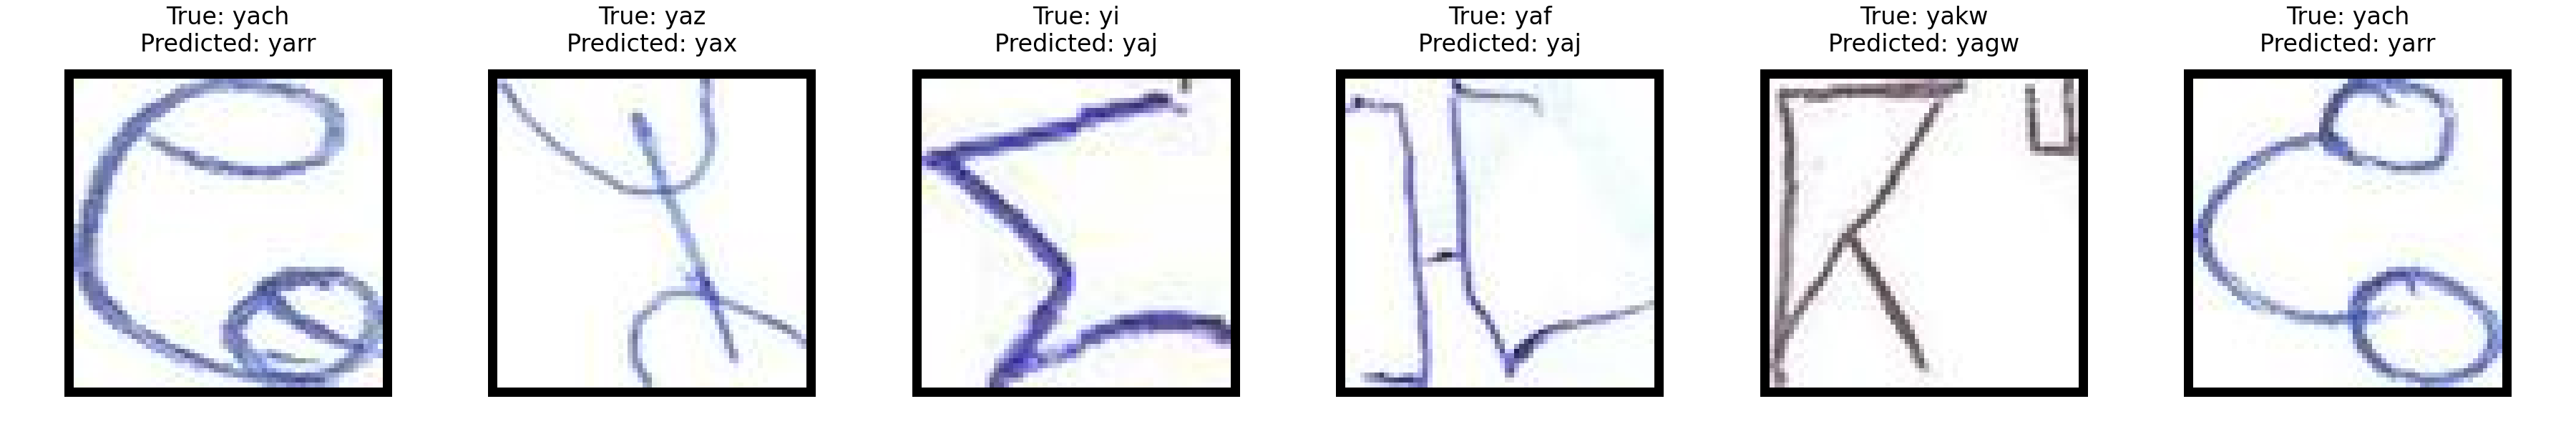 True: yach
Predicted: yarr
True: yaz
Predicted: yax
True: yi
Predicted: yaj
True: yaf
Predicted: yaj
True: yakw
Predicted: yagw
True: yach
Predicted: yarr